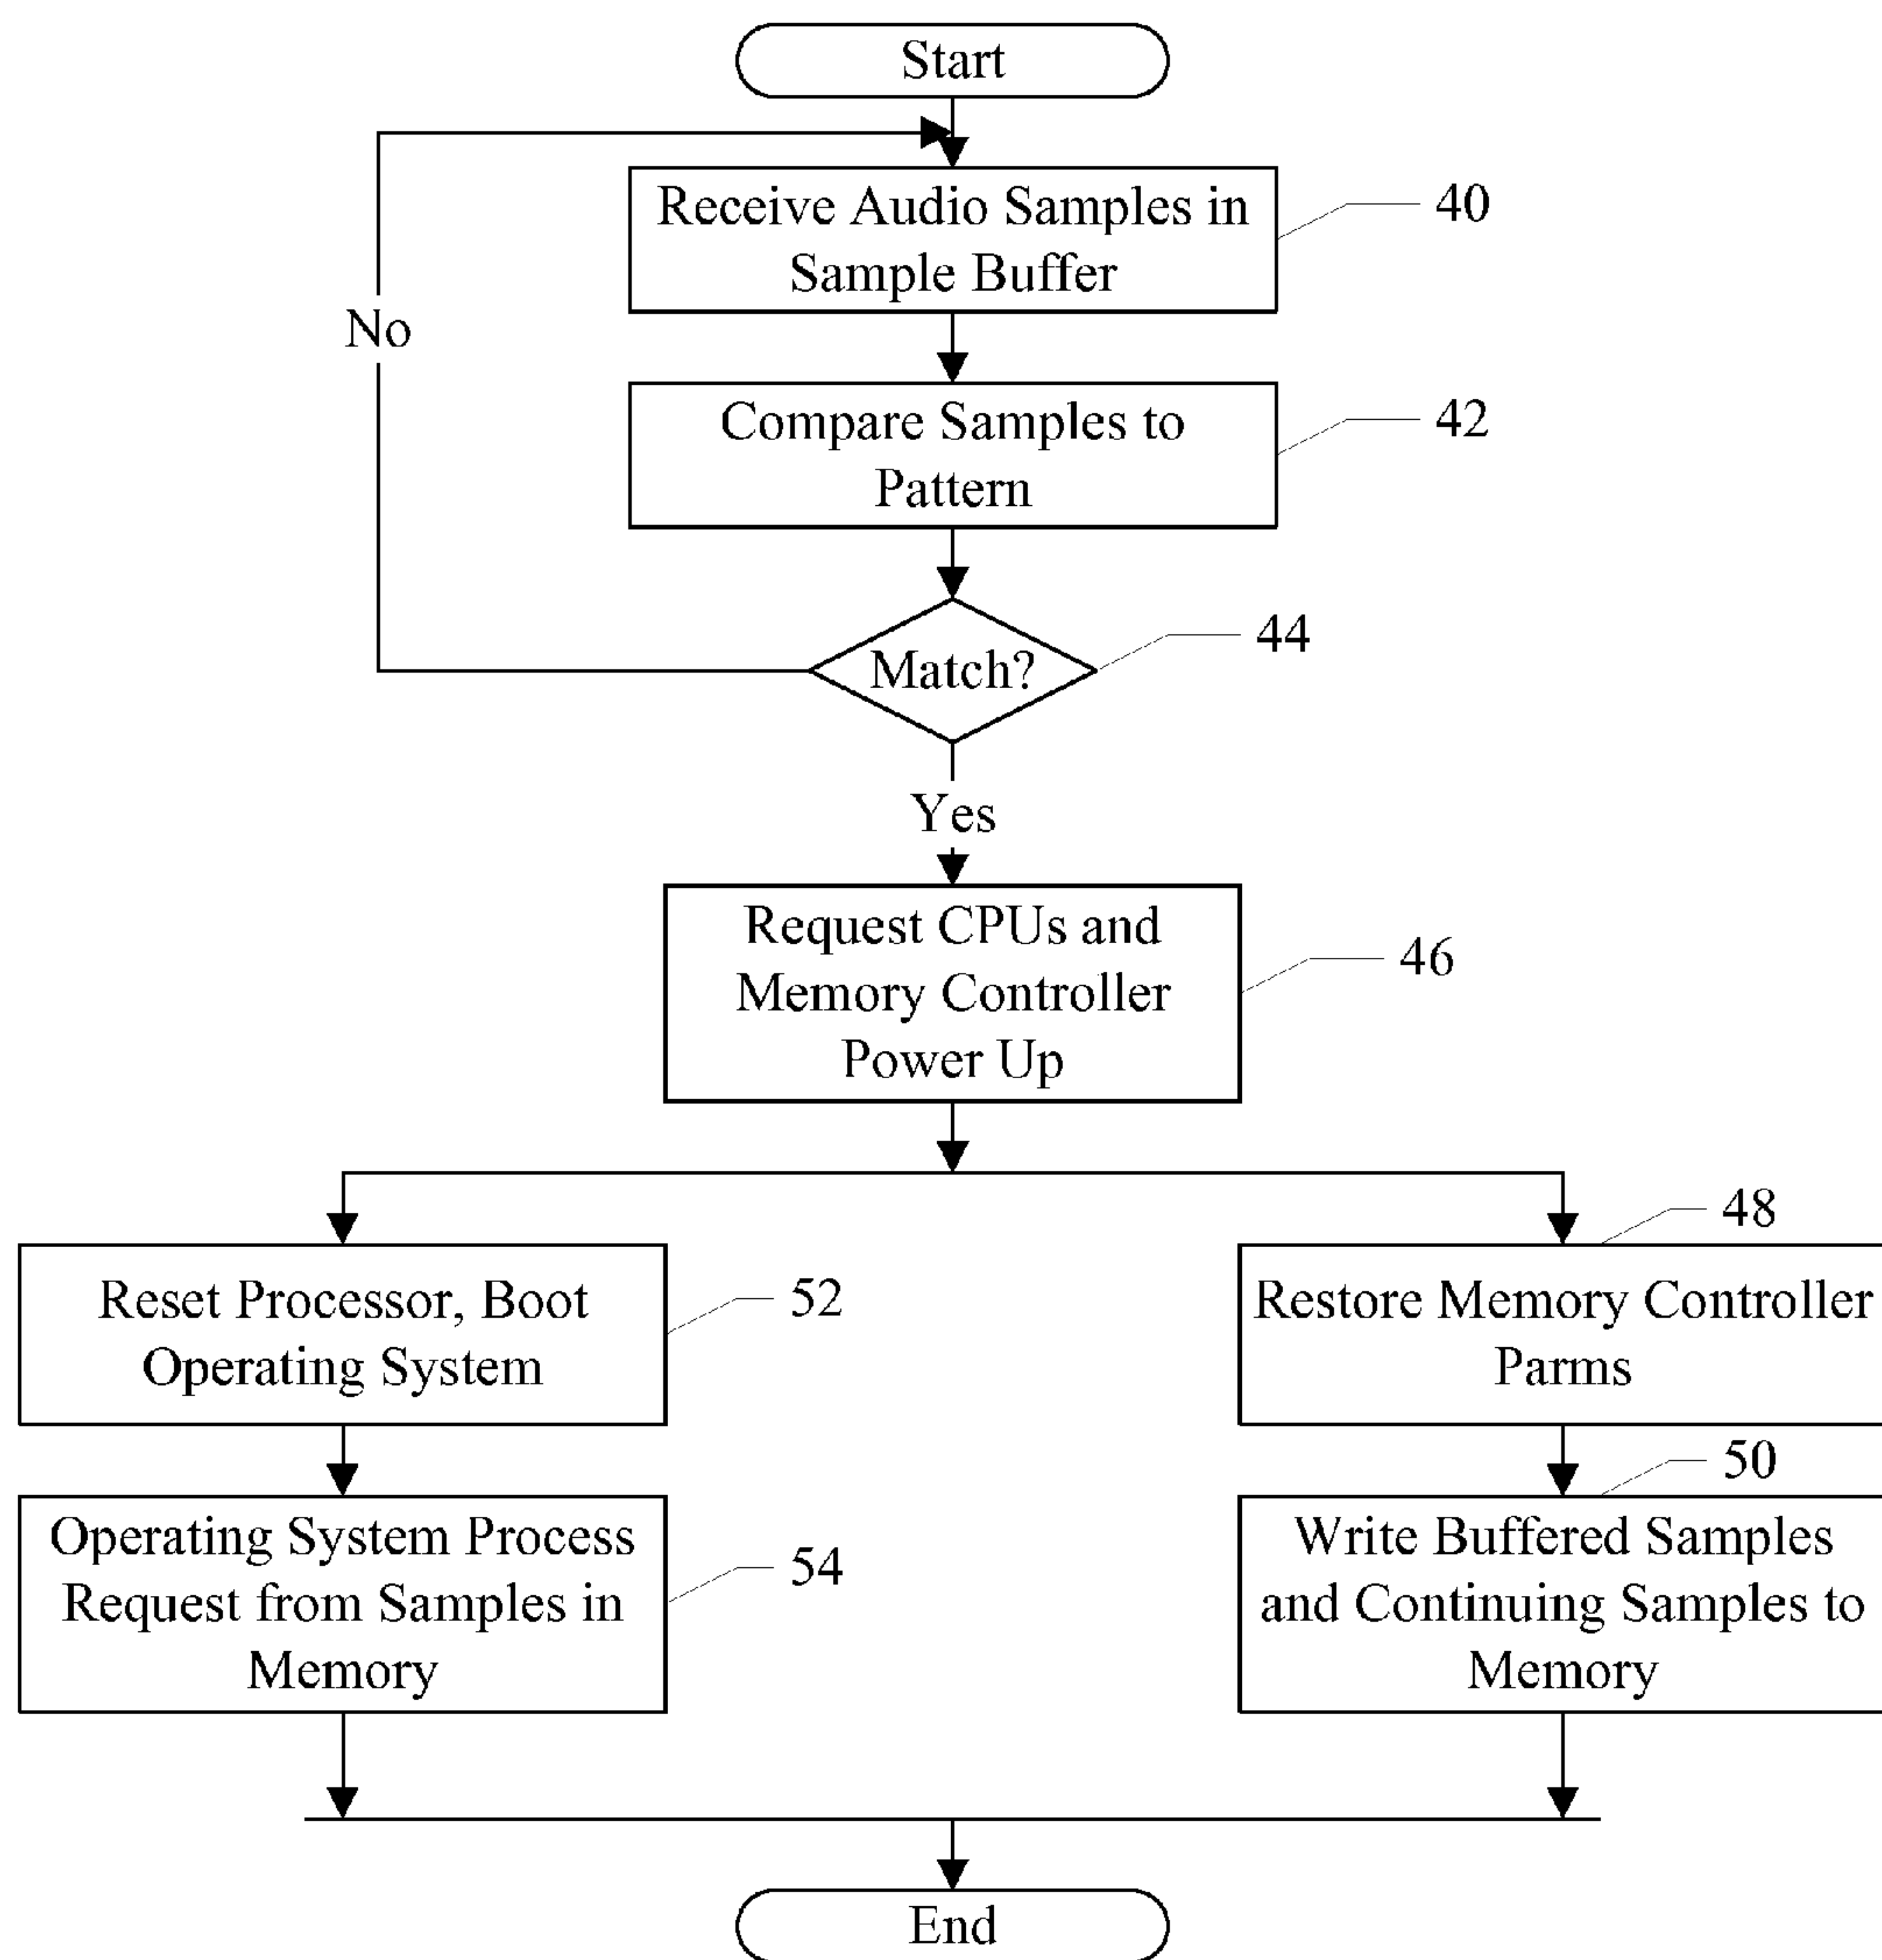 Start
Receive Audio Samples in
Sample Buffer
40
No
Compare Samples to
Pattern
42
Match?
44
Yes
Request CPUs and
Memory Controller
Power Up
46
Reset Processor, Boot
Operating System
52
Restore Memory Controller
Parms
48
Operating System Process
Request from Samples in
Memory
54
Write Buffered Samples
and Continuing Samples to
Memory
50
End